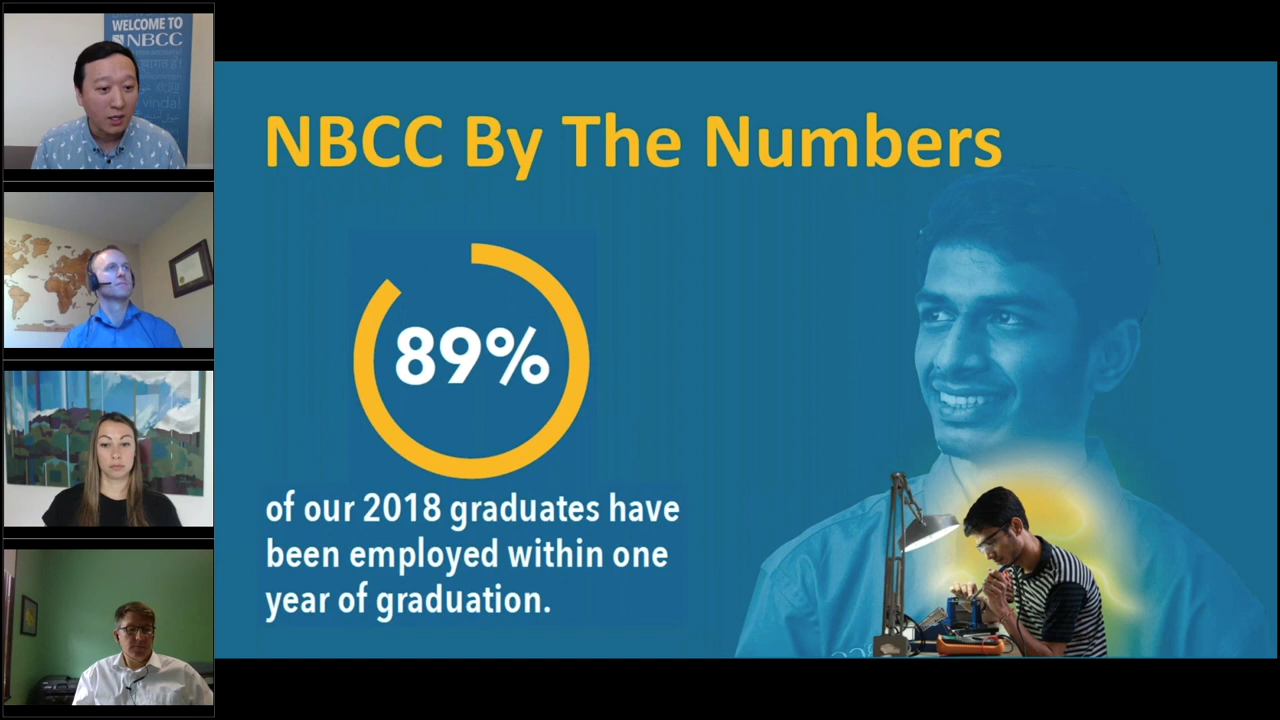 WELCOME TO
NBCC
vinda!
NBCC By The Numbers
89%
of our 2018 graduates have
been employed within one
year of graduation.